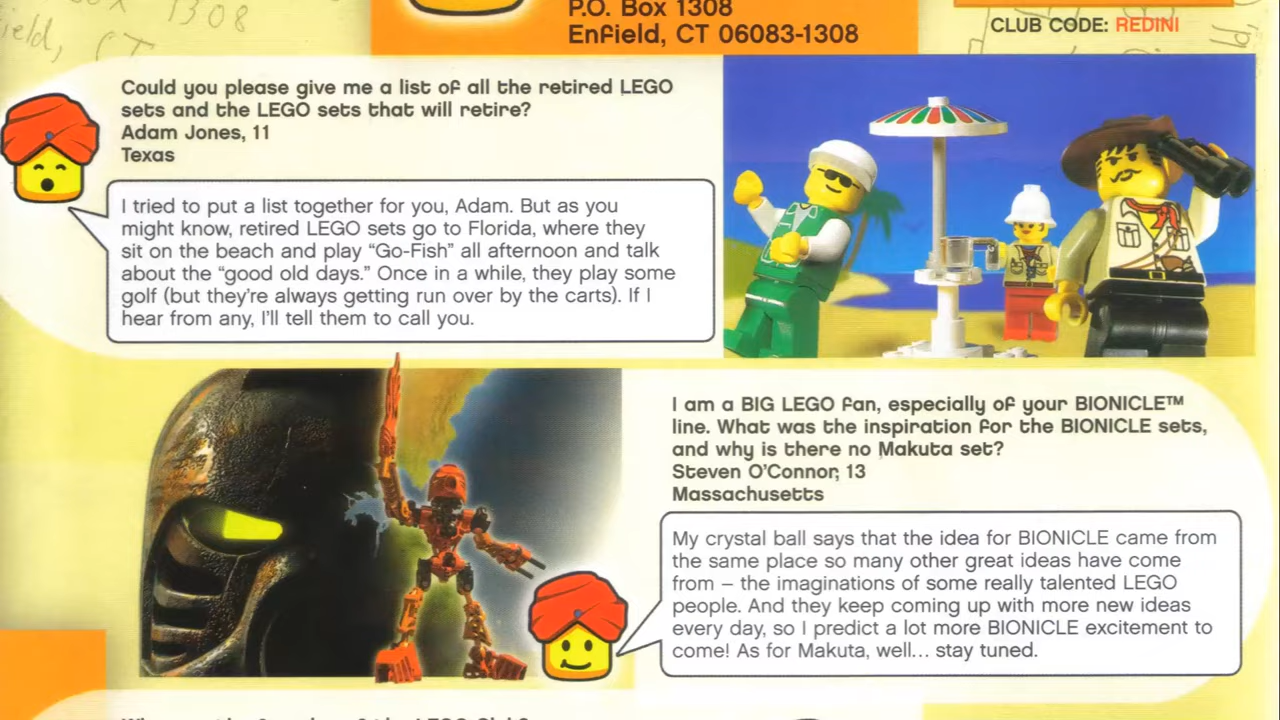 P.O. Box 1308
Enfield, CT 06083-1308
CLUB CODE: REDINI
Could you please give me a list of all the retired LEGO
sets and the LEGO sets that will retire?
Adam Jones, 11
Texas
I tried to put a list together for you, Adam. But as you
might know, retired LEGO sets go to Florida, where they
sit on the beach and play “Go-Fish” all afternoon and talk
about the “good old days.” Once in a while, they play some
golf (but they’re always getting run over by the carts). If I
hear from any, I’ll tell them to call you.
I am a BIG LEGO fan, especially of your BIONICLE™
line. What was the inspiration for the BIONICLE sets,
and why is there no Makuta set?
Steven O’Connor, 13
Massachusetts
My crystal ball says that the idea for BIONICLE came from
the same place so many other great ideas have come
from – the imaginations of some really talented LEGO
people. And they keep coming up with more new ideas
every day, so I predict a lot more BIONICLE excitement to
come! As for Makuta, well... stay tuned.